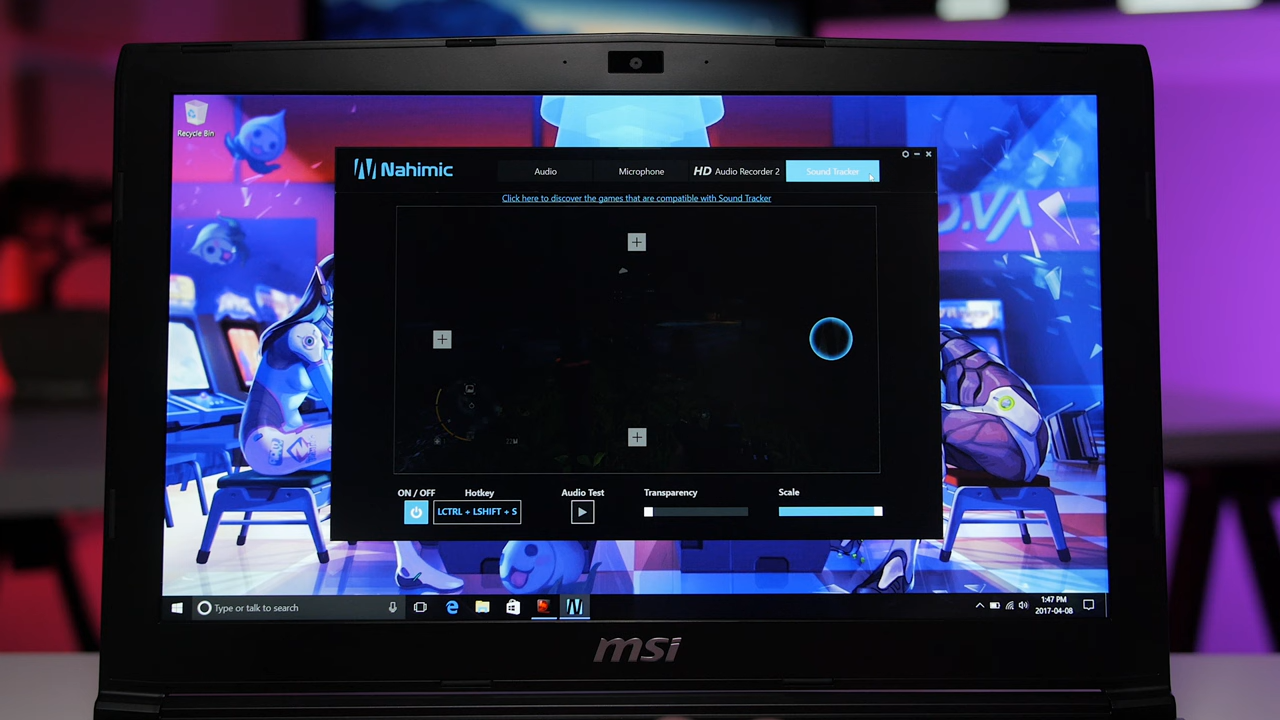 Recycle Bin
Nahimic
Audio
Microphone
HD Audio Recorder 2
Sound Tracker
Click here to discover the games that are compatible with Sound Tracker
D.VA
ON / OFF
Hotkey
Audio Test
Transparency
Scale
LCTRL + LSHIFT + S
Type or talk to search
1:47 PM
2017-04-08
msi